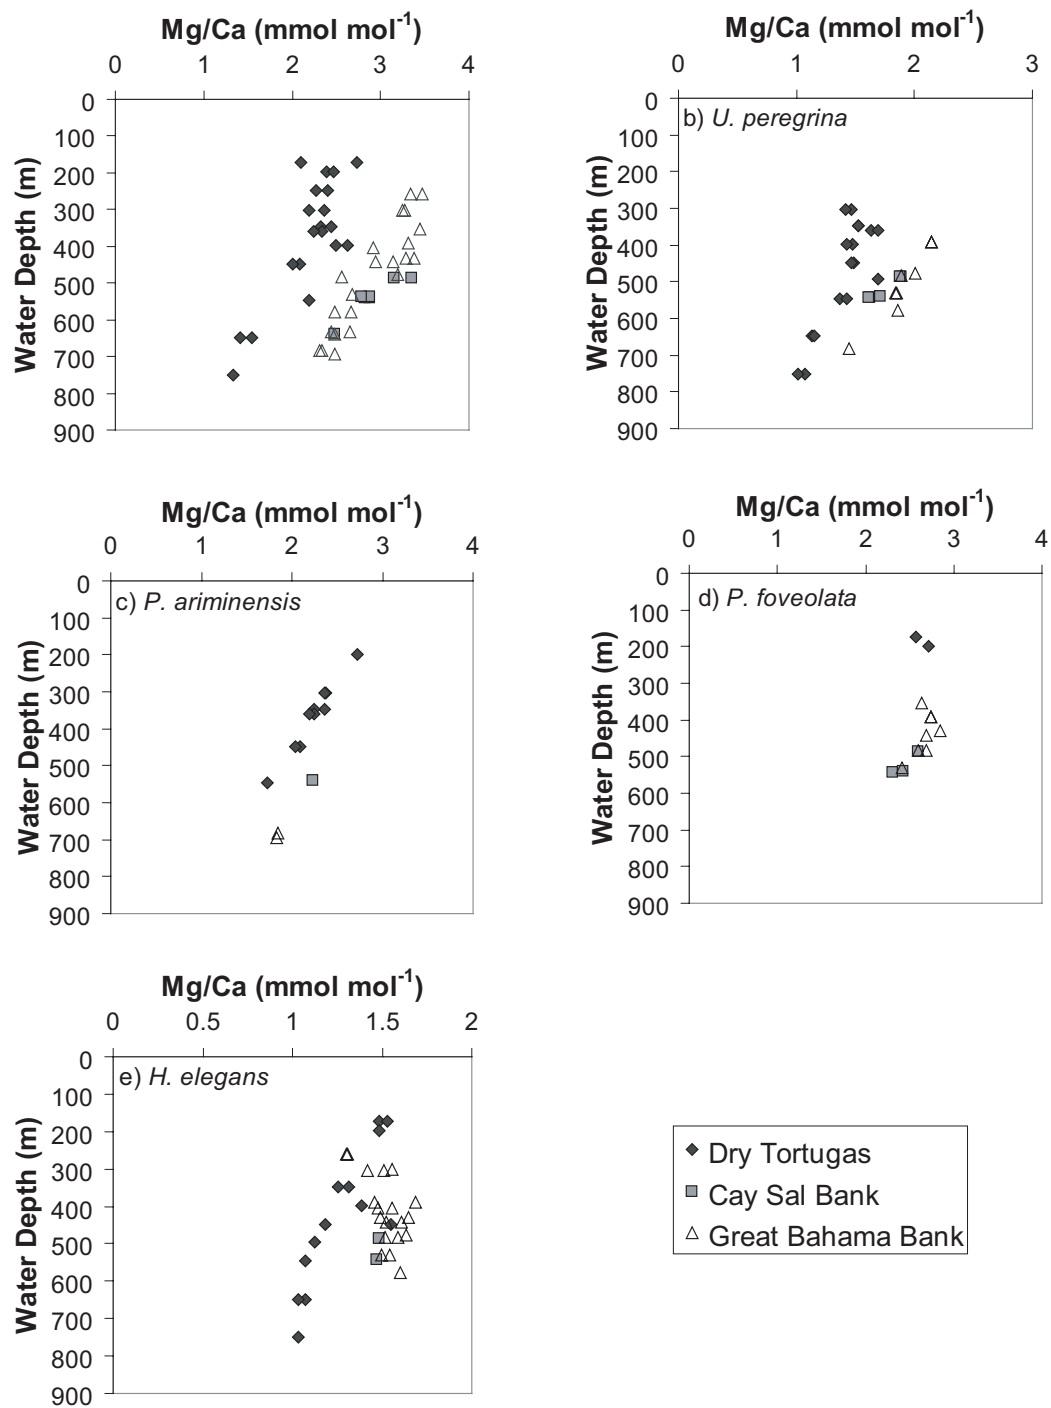 Mg/Ca (mmol mol-1)
0 1 2 3 4
Water Depth (m)
0
100
200
300
400
500
600
700
800
900
Mg/Ca (mmol mol-1)
0 1 2 3
Water Depth (m)
0
100
200
300
400
500
600
700
800
900
b) U. peregrina
Mg/Ca (mmol mol-1)
0 1 2 3 4
Water Depth (m)
0
100
200
300
400
500
600
700
800
900
c) P. ariminensis
Mg/Ca (mmol mol-1)
0 1 2 3 4
Water Depth (m)
0
100
200
300
400
500
600
700
800
900
d) P. foveolata
Mg/Ca (mmol mol-1)
0 0.5 1 1.5 2
Water Depth (m)
0
100
200
300
400
500
600
700
800
900
e) H. elegans
Dry Tortugas
Cay Sal Bank
Great Bahama Bank